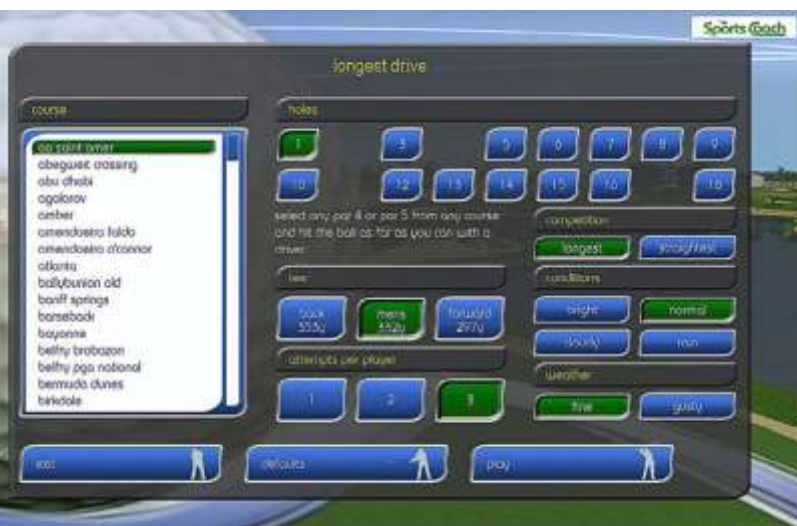 Sports Coach
longest drive
course
holes
aa saint omer
abegweit crossing
abu dhabi
agalarov
amber
amendoeira faldo
amendoeira o'connor
atlanta
ballybunion old
banff springs
barseback
bayonne
belfry brabazon
belfry pga national
bermuda dunes
birkdale
1 3 5 6 7 8 9
10 12 13 14 15 16 18
select any par 4 or par 5 from any course
and hit the ball as far as you can with a
driver
tee
back mens forward
353y 332y 297y
attempts per player
1 2 3
competition
longest straightest
conditions
bright normal
cloudy rain
weather
fine gusty
exit defaults play